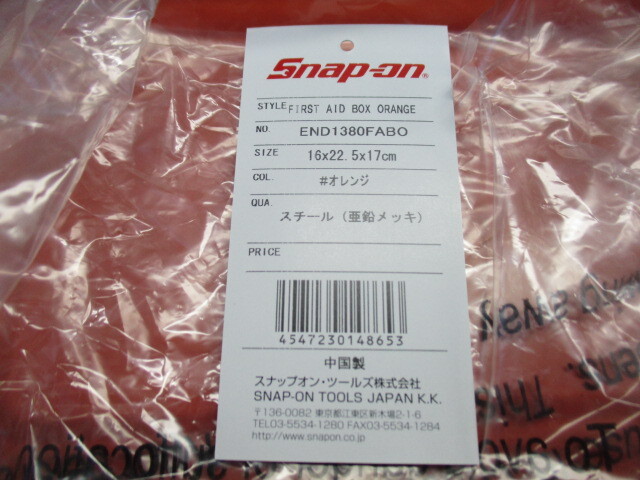 Snap-on®
STYLE FIRST AID BOX ORANGE
NO. END1380FABO
SIZE 16x22.5x17cm
COL. #オレンジ
QUA. スチール（亜鉛メッキ）
PRICE
4547230148653
中国製
スナップオン・ツールズ株式会社
SNAP-ON TOOLS JAPAN K.K.
〒136-0082 東京都江東区新木場2-1-6
TEL03-5534-1280 FAX03-5534-1284
http://www.snapon.co.jp
away
This